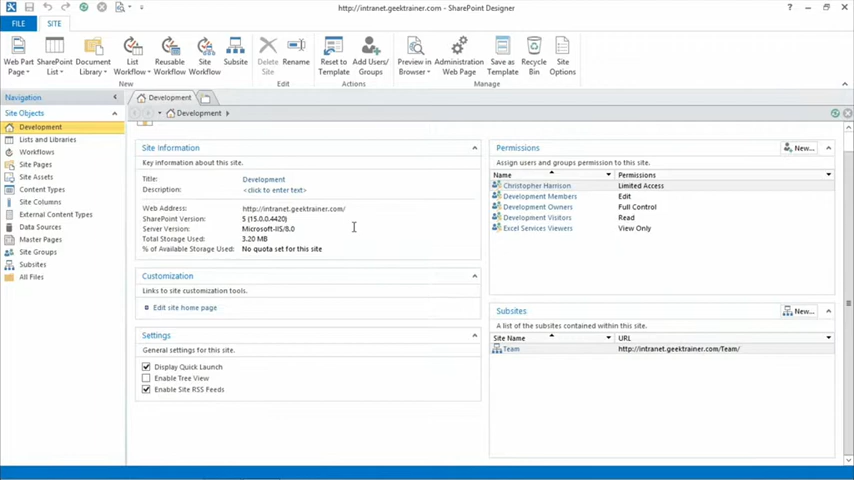 http://intranet.geektrainer.com/ - SharePoint Designer
FILE
SITE
Web Part Page
SharePoint List
Document Library
List Workflow
Reusable Workflow
Site Workflow
Subsite
Delete Site
Rename
Reset to Template
Add Users/ Groups
Preview in Browser
Administration Web Page
Save as Template
Recycle Bin
Site Options
New
Edit
Actions
Manage
Navigation
Site Objects
Development
Lists and Libraries
Workflows
Site Pages
Site Assets
Content Types
Site Columns
External Content Types
Data Sources
Master Pages
Site Groups
Subsites
All Files
Development
Development
Site Information
Key information about this site.
Title: Development
Description: <click to enter text>
Web Address: http://intranet.geektrainer.com/
SharePoint Version: 5 (15.0.0.4420)
Server Version: Microsoft-IIS/8.0
Total Storage Used: 3.20 MB
% of Available Storage Used: No quota set for this site
Customization
Links to site customization tools.
Edit site home page
Settings
General settings for this site.
Display Quick Launch
Enable Tree View
Enable Site RSS Feeds
Permissions
New...
Assign users and groups permission to this site.
Name Permissions
Christopher Harrison Limited Access
Development Members Edit
Development Owners Full Control
Development Visitors Read
Excel Services Viewers View Only
Subsites
New...
A list of the subsites contained within this site.
Site Name URL
Team http://intranet.geektrainer.com/Team/